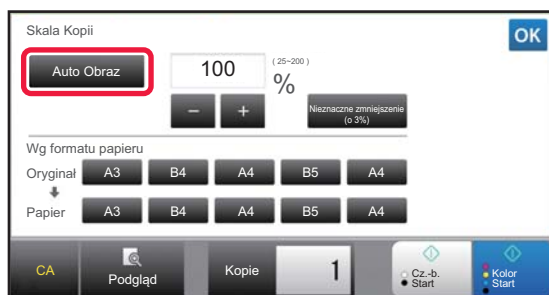 Skala Kopii
OK
Auto Obraz
100
( 25~200 )
%
−
+
Nieznaczne zmniejszenie
(o 3%)
Wg formatu papieru
Oryginał
A3 B4 A4 B5 A4
Papier
A3 B4 A4 B5 A4
CA
Podgląd
Kopie
1
Cz.-b.
Start
Kolor
Start